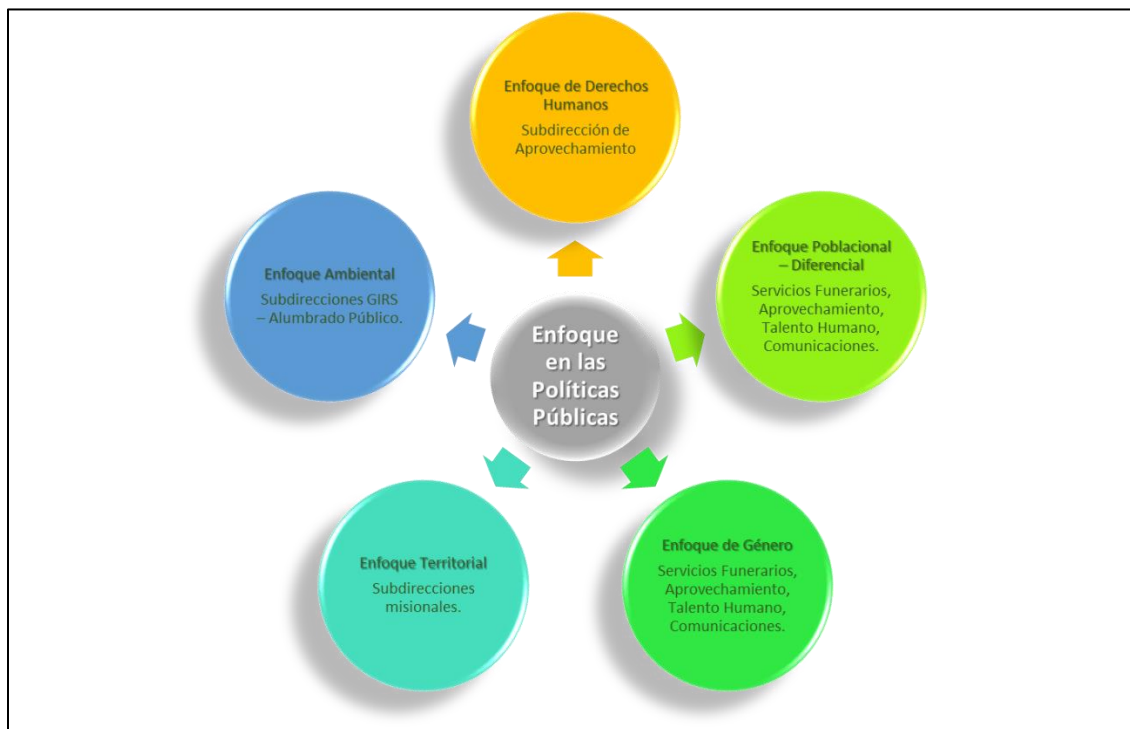 Enfoque de Derechos
Humanos
Subdirección de
Aprovechamiento
Enfoque Poblacional
– Diferencial
Servicios Funerarios,
Aprovechamiento,
Talento Humano,
Comunicaciones.
Enfoque de Género
Servicios Funerarios,
Aprovechamiento,
Talento Humano,
Comunicaciones.
Enfoque Territorial
Subdirecciones
misionales.
Enfoque Ambiental
Subdirecciones GIRS
– Alumbrado Público.
Enfoque
en las
Políticas
Públicas